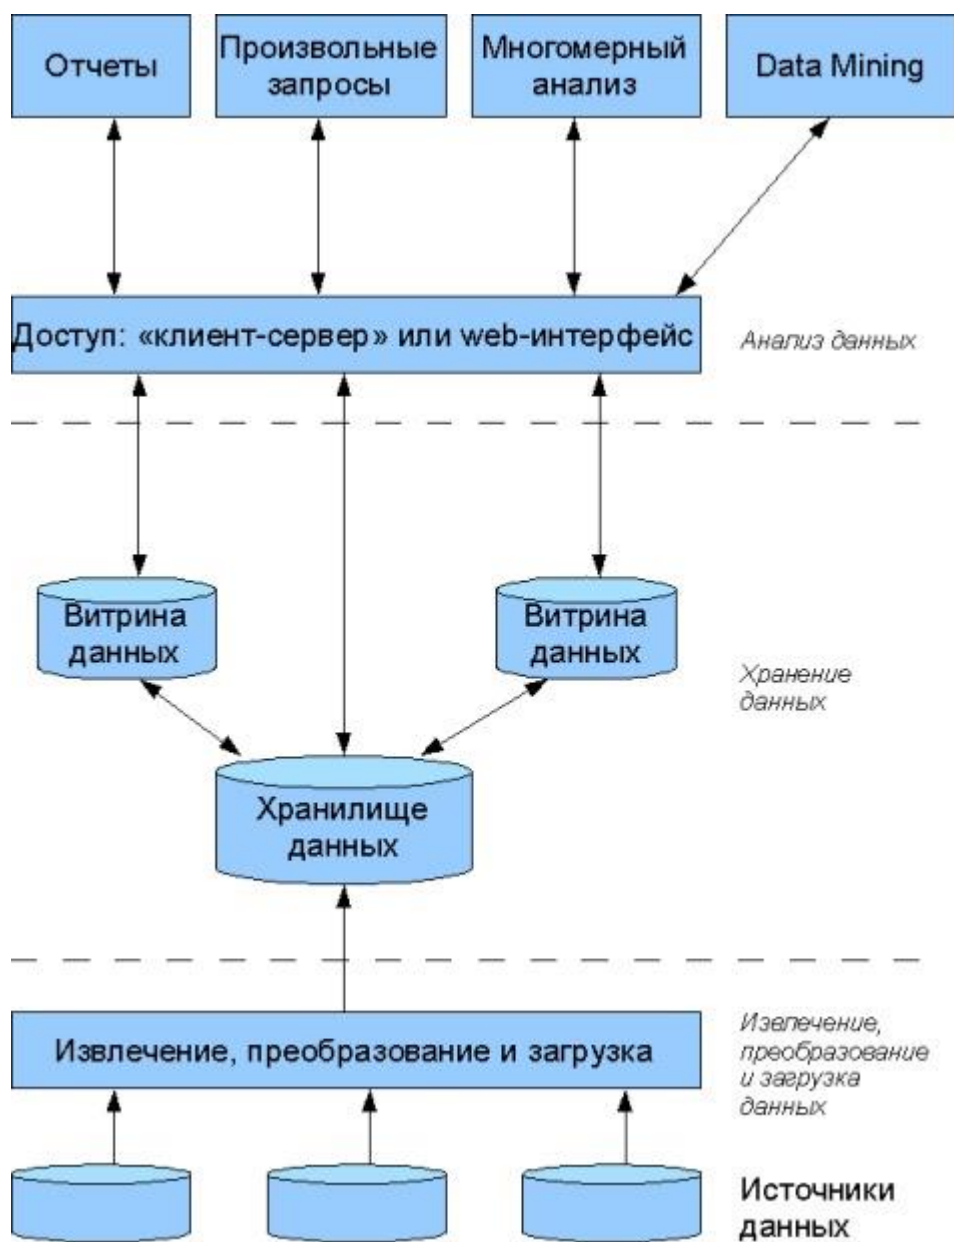 Отчеты
Произвольные
запросы
Многомерный
анализ
Data Mining
Доступ: «клиент-сервер» или web-интерфейс
Анализ данных
Витрина
данных
Витрина
данных
Хранение
данных
Хранилище
данных
Извлечение, преобразование и загрузка
Извлечение,
преобразование
и загрузка
данных
Источники
данных